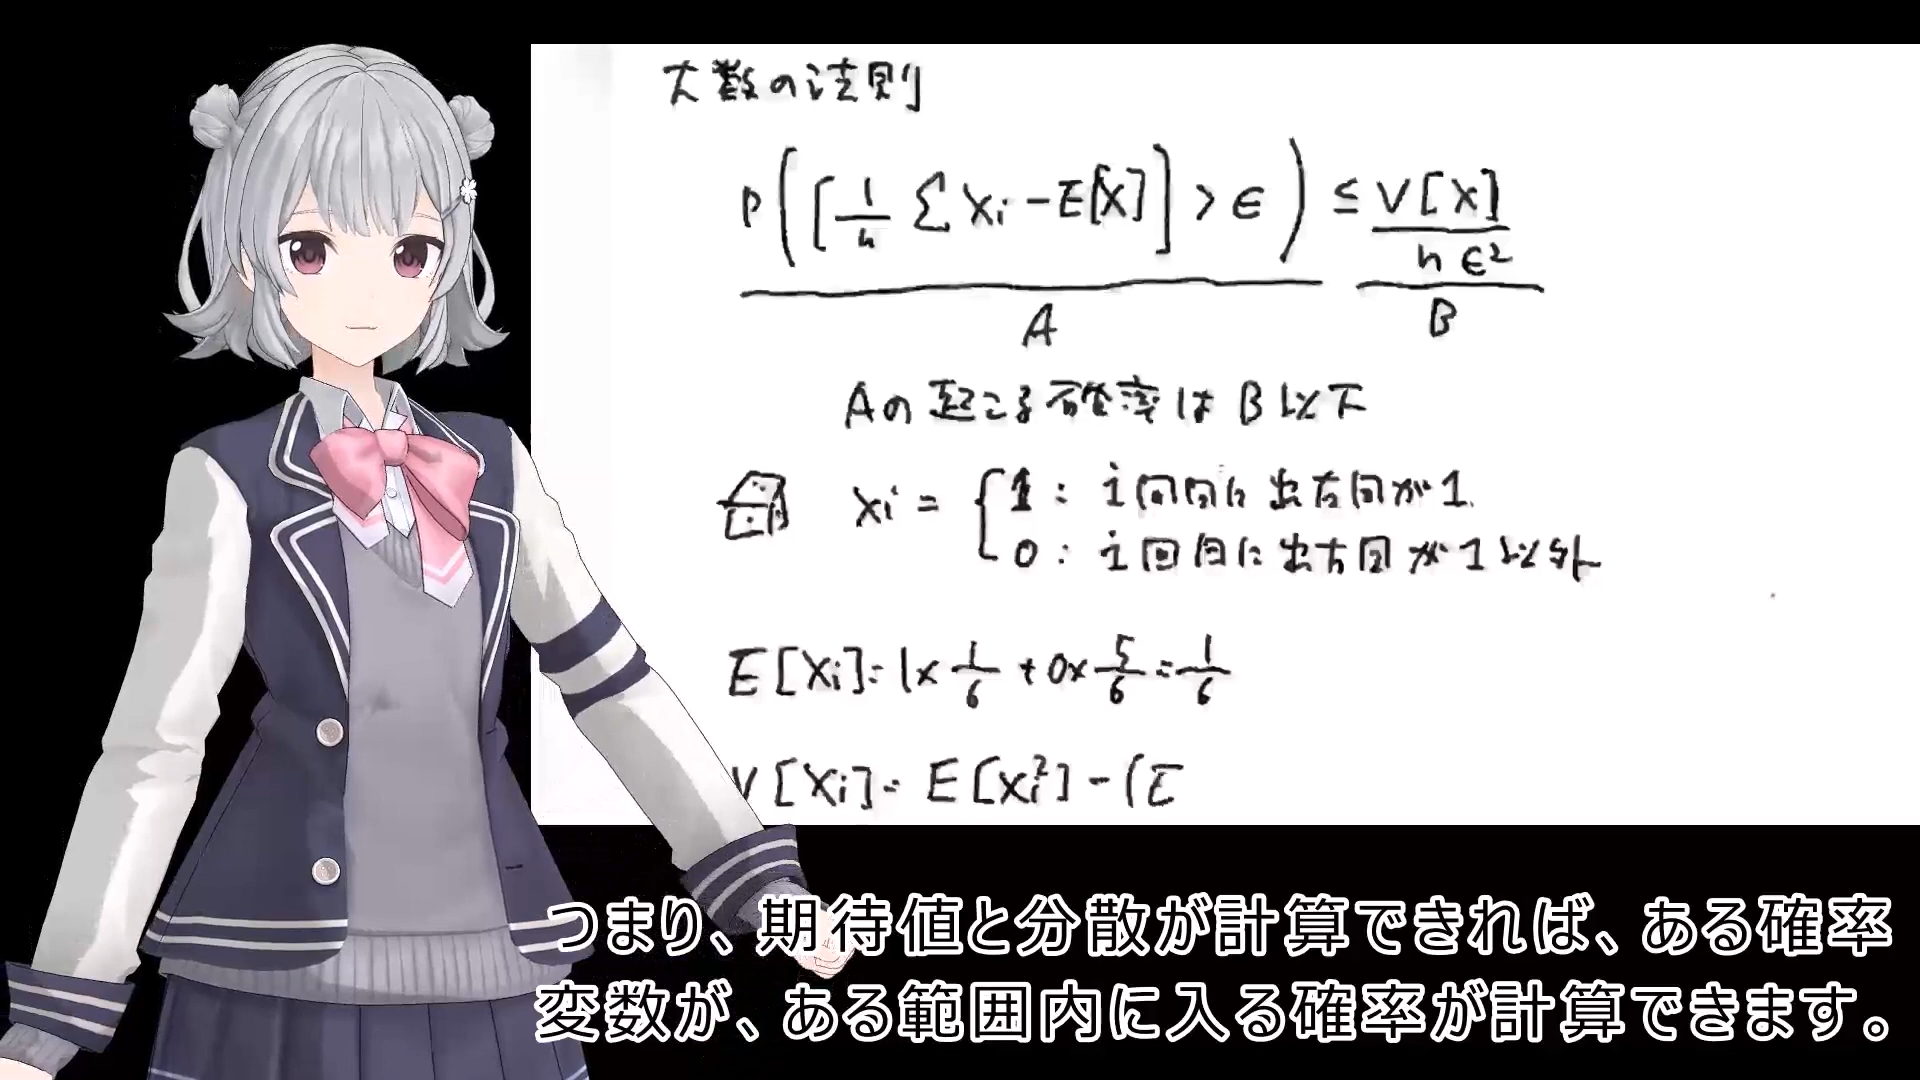 大数の法則
P([1/n Σ Xi - E[X]] > ϵ) ≤ V[X]/nϵ²
A B
Aの起こる確率は B以下
Xi = { 1 : i回目に出た目が1
0 : i回目に出た目が1以外
E[Xi] = 1×1/6 + 0×5/6 = 1/6
V[Xi] = E[Xi²] - (E
つまり、期待値と分散が計算できれば、ある確率
変数が、ある範囲内に入る確率が計算できます。